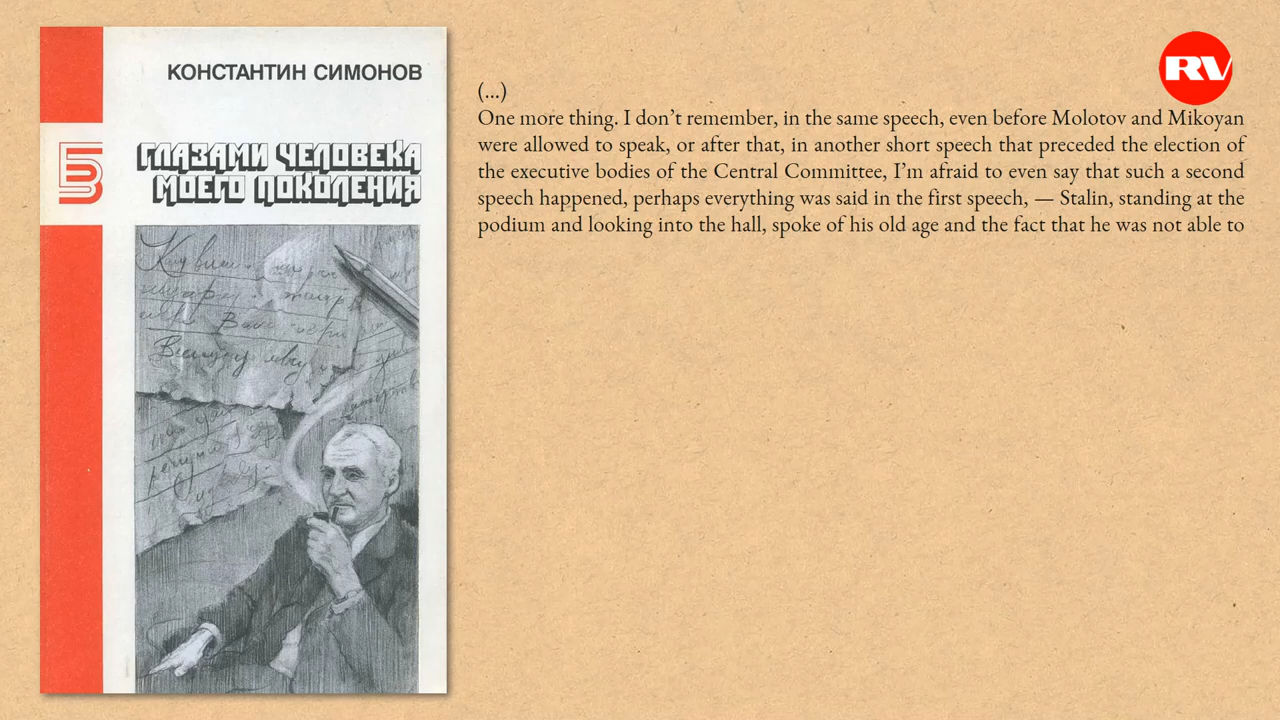 КОНСТАНТИН СИМОНОВ
ГЛАЗАМИ ЧЕЛОВЕКА
МОЕГО ПОКОЛЕНИЯ
RV
(...)
One more thing. I don’t remember, in the same speech, even before Molotov and Mikoyan
were allowed to speak, or after that, in another short speech that preceded the election of
the executive bodies of the Central Committee, I’m afraid to even say that such a second
speech happened, perhaps everything was said in the first speech, — Stalin, standing at the
podium and looking into the hall, spoke of his old age and the fact that he was not able to